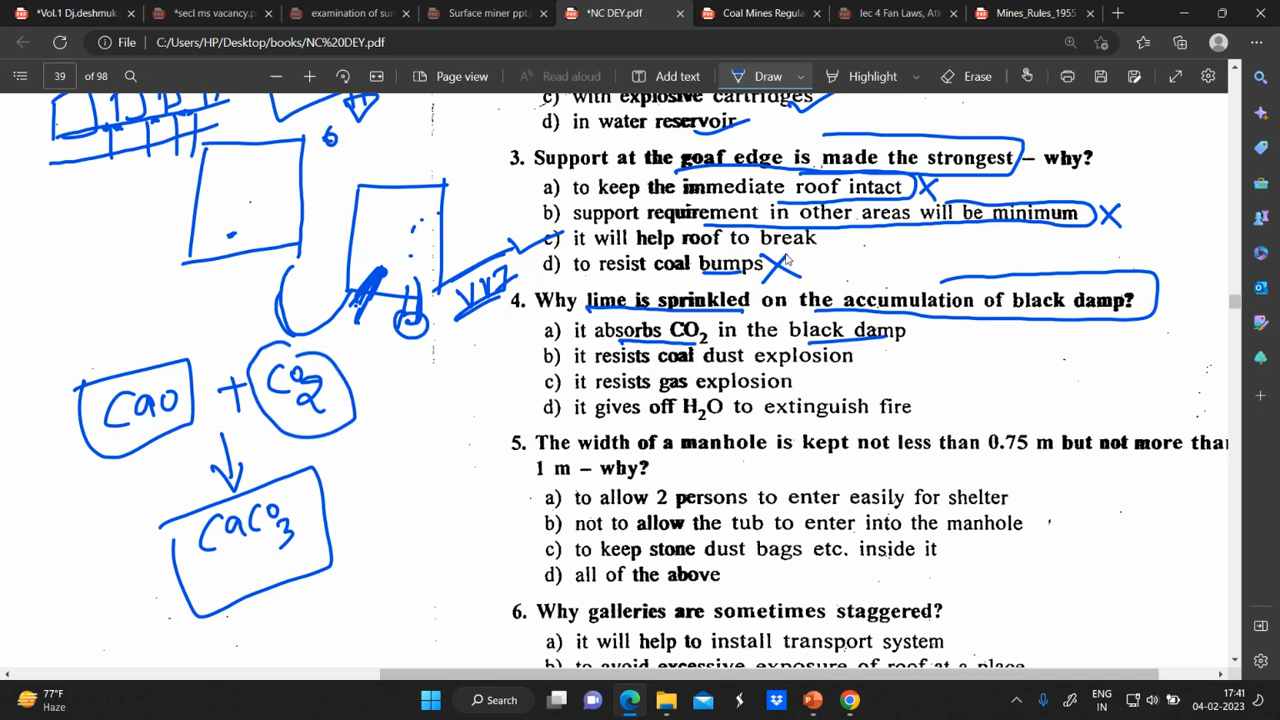 *Vol.1 Dj.deshmuk
*secl ms vacancy.p
examination of sur
Surface miner ppt.
*NC DEY.pdf
Coal Mines Regula
lec 4 Fan Laws, Atk
Mines_Rules_1955
File
C:/Users/HP/Desktop/books/NC%20DEY.pdf
39 of 98
Page view
Read aloud
Add text
Draw
Highlight
Erase
c) with explosive cartridges
d) in water reservoir
3. Support at the goaf edge is made the strongest – why?
a) to keep the immediate roof intact
b) support requirement in other areas will be minimum
c) it will help roof to break
d) to resist coal bumps
4. Why lime is sprinkled on the accumulation of black damp?
a) it absorbs CO2 in the black damp
b) it resists coal dust explosion
c) it resists gas explosion
d) it gives off H2O to extinguish fire
CaO + CO2
CaCO3
5. The width of a manhole is kept not less than 0.75 m but not more than
1 m – why?
a) to allow 2 persons to enter easily for shelter
b) not to allow the tub to enter into the manhole
c) to keep stone dust bags etc. inside it
d) all of the above
6. Why galleries are sometimes staggered?
a) it will help to install transport system
b) to avoid excessive exposure of roof at a place
77°F
Haze
Search
ENG
IN
17:41
04-02-2023